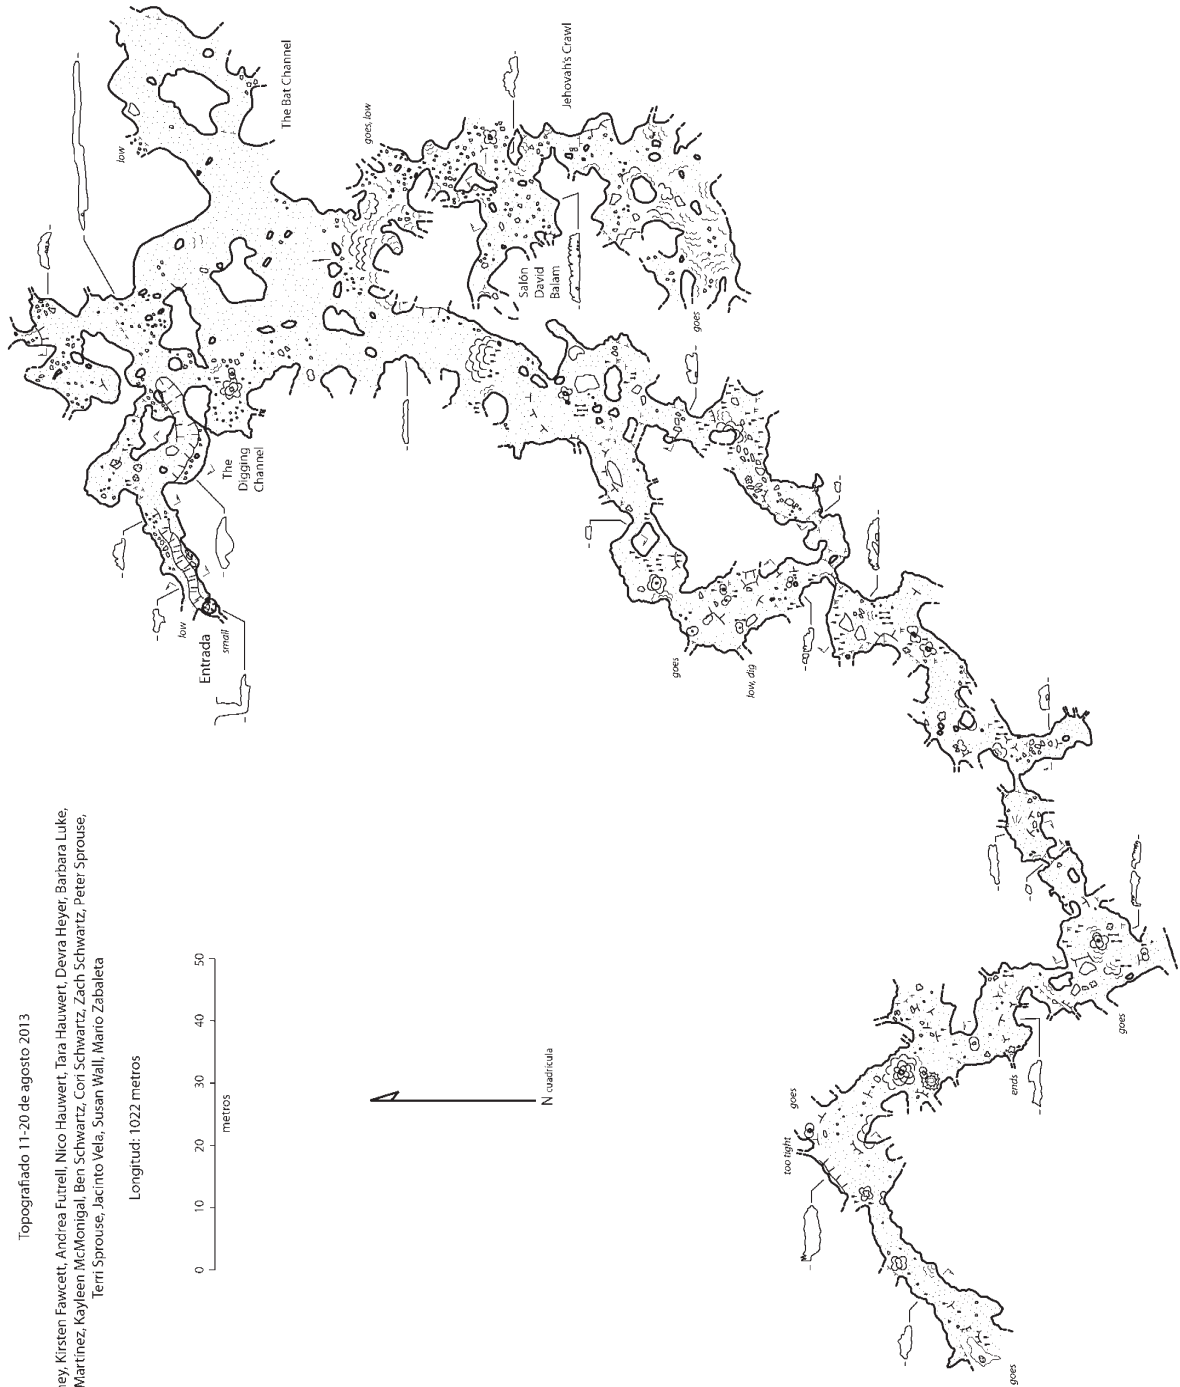 Topografiado 11-20 de agosto 2013
ney, Kirsten Fawcett, Andrea Futrell, Nico Hauwert, Tara Hauwert, Devra Heyer, Barbara Luke,
Martínez, Kayleen McMonigal, Ben Schwartz, Cori Schwartz, Zach Schwartz, Peter Sprouse,
Terri Sprouse, Jacinto Vela, Susan Wall, Mario Zabaleta
Longitud: 1022 metros
0 10 20 30 40 50
metros
N cuadrícula
Entrada
small
low
The
Digging
Channel
low
The Bat Channel
goes, low
Jehovah's Crawl
Salón
David
Balam
goes
goes
low, dig
goes
ends
goes
too tight
goes